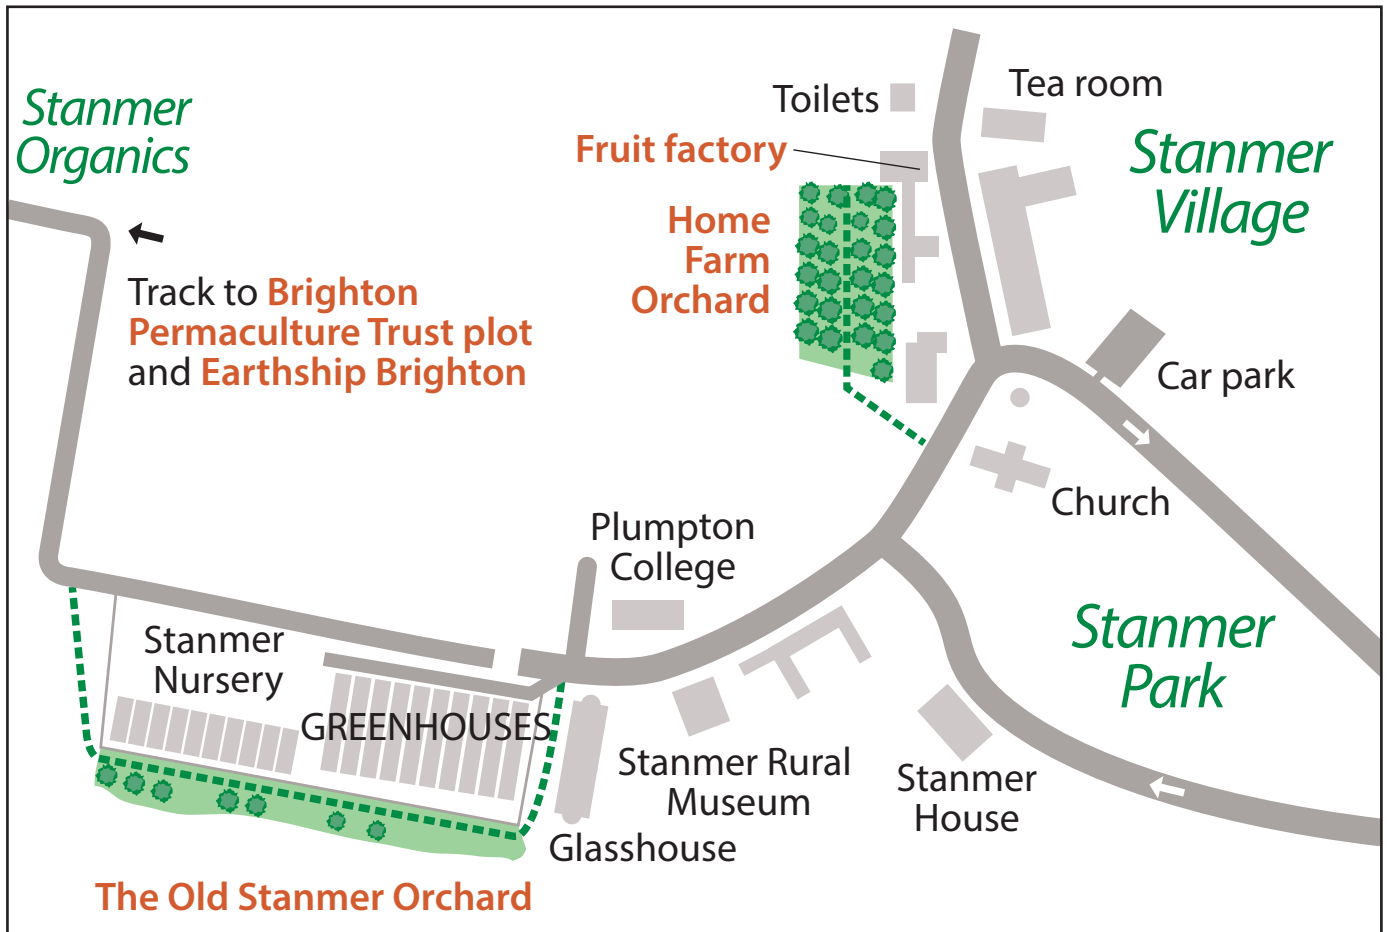 Stanmer
Organics
Toilets
Tea room
Fruit factory
Stanmer
Village
Home
Farm
Orchard
Track to Brighton
Permaculture Trust plot
and Earthship Brighton
Car park
Church
Plumpton
College
Stanmer
Nursery
GREENHOUSES
Stanmer
Park
Stanmer Rural
Museum
Stanmer
House
Glasshouse
The Old Stanmer Orchard